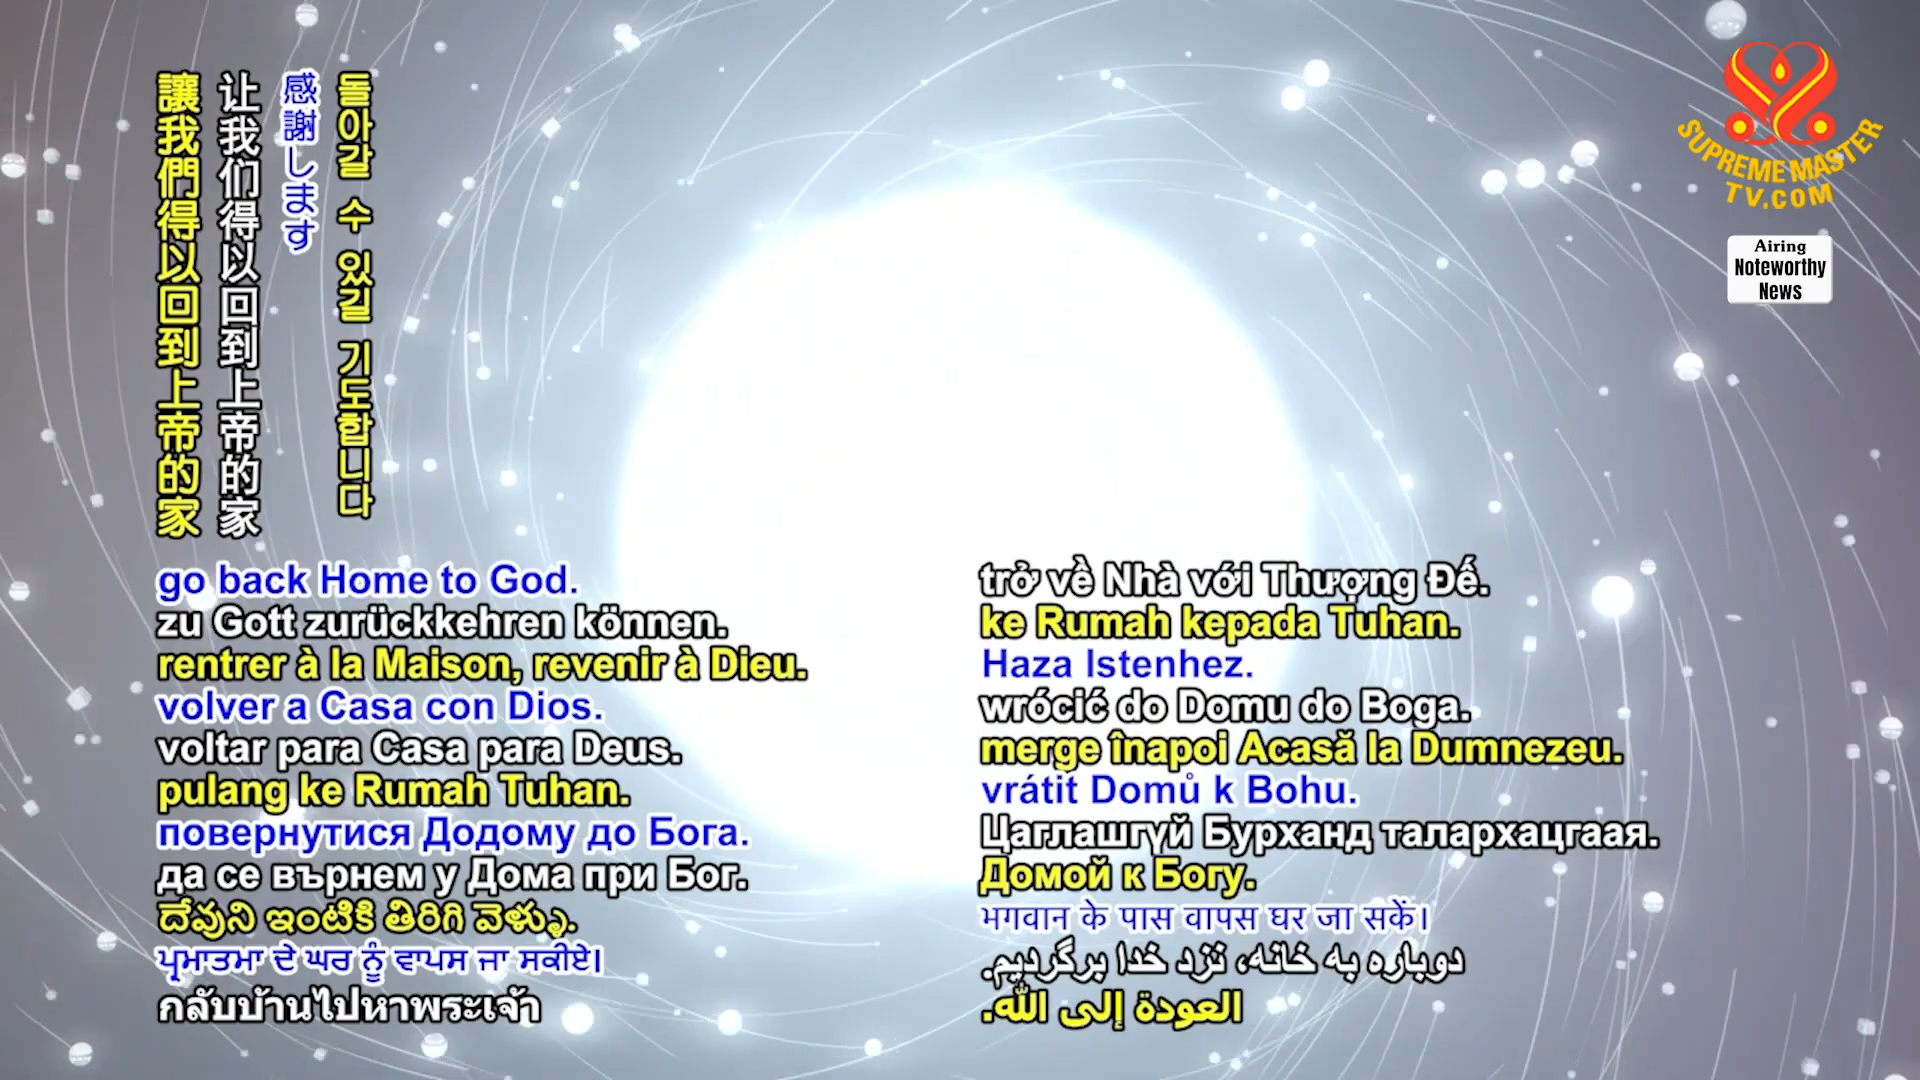 讓我們得以回到上帝的家
让我们得以回到上帝的家
感謝します
돌아갈 수 있길 기도합니다
go back Home to God.
zu Gott zurückkehren können.
rentrer à la Maison, revenir à Dieu.
volver a Casa con Dios.
voltar para Casa para Deus.
pulang ke Rumah Tuhan.
повернутися Додому до Бога.
да се върнем у Дома при Бог.
దేవుని ఇంటికి తిరిగి వెళ్ళు.
ਪ੍ਰਮਾਤਮਾ ਦੇ ਘਰ ਨੂੰ ਵਾਪਸ ਜਾ ਸਕੀਏ।
กลับบ้านไปหาพระเจ้า
trở về Nhà với Thượng Đế.
ke Rumah kepada Tuhan.
Haza Istenhez.
wrócić do Domu do Boga.
merge înapoi Acasă la Dumnezeu.
vrátit Domů k Bohu.
Цаглашгүй Бурханд талархацгаая.
Домой к Богу.
भगवान के पास वापस घर जा सकें।
دوباره به خانه، نزد خدا برگردیم.
العودة إلى الله.
SUPREME MASTER
TV.COM
Airing
Noteworthy
News